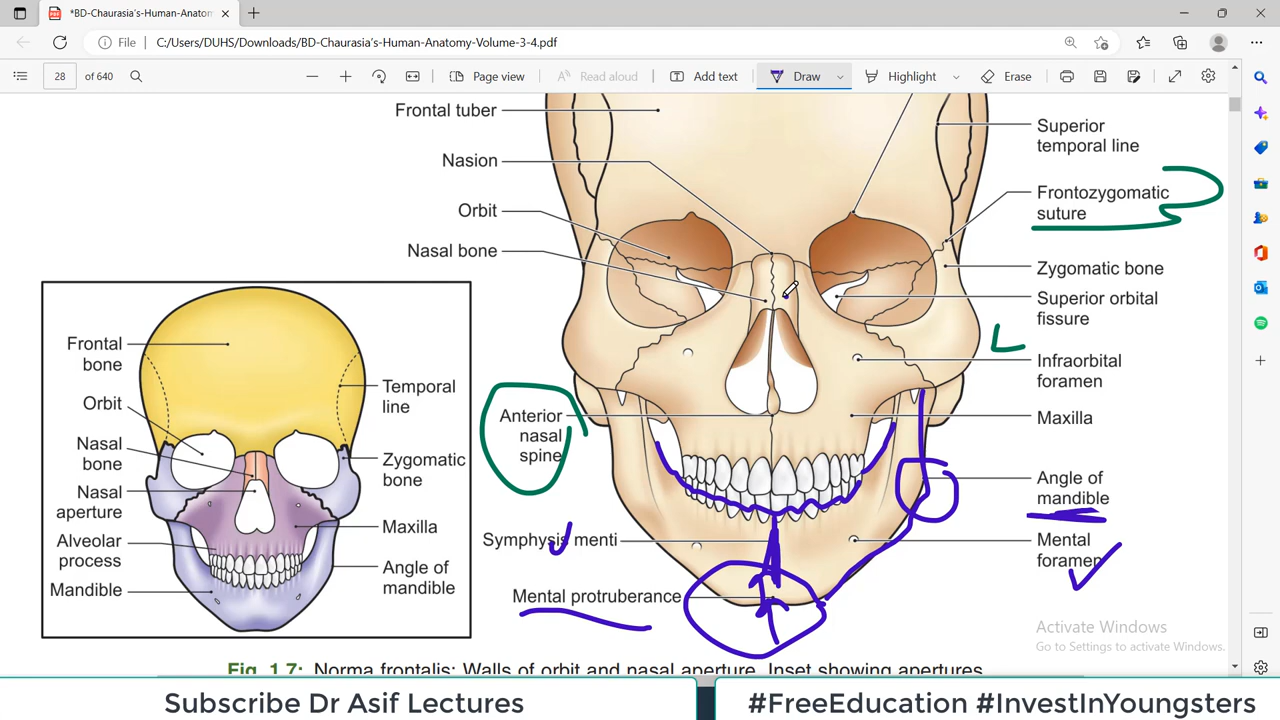 *BD-Chaurasia's-Human-Anator
File
C:/Users/DUHS/Downloads/BD-Chaurasia's-Human-Anatomy-Volume-3-4.pdf
28
of 640
Page view
Read aloud
Add text
Draw
Highlight
Erase
Frontal tuber
Nasion
Orbit
Nasal bone
Superior
temporal line
Frontozygomatic
suture
Zygomatic bone
Superior orbital
fissure
Infraorbital
foramen
Maxilla
Angle of
mandible
Mental
foramen
Anterior
nasal
spine
Symphysis menti
Mental protruberance
Frontal
bone
Orbit
Nasal
bone
Nasal
aperture
Alveolar
process
Mandible
Temporal
line
Zygomatic
bone
Maxilla
Angle of
mandible
Activate Windows
Go to Settings to activate Windows.
Fig. 1.7: Norma frontalis: Walls of orbit and nasal aperture. Inset showing apertures
Subscribe Dr Asif Lectures
#FreeEducation #InvestInYoungsters